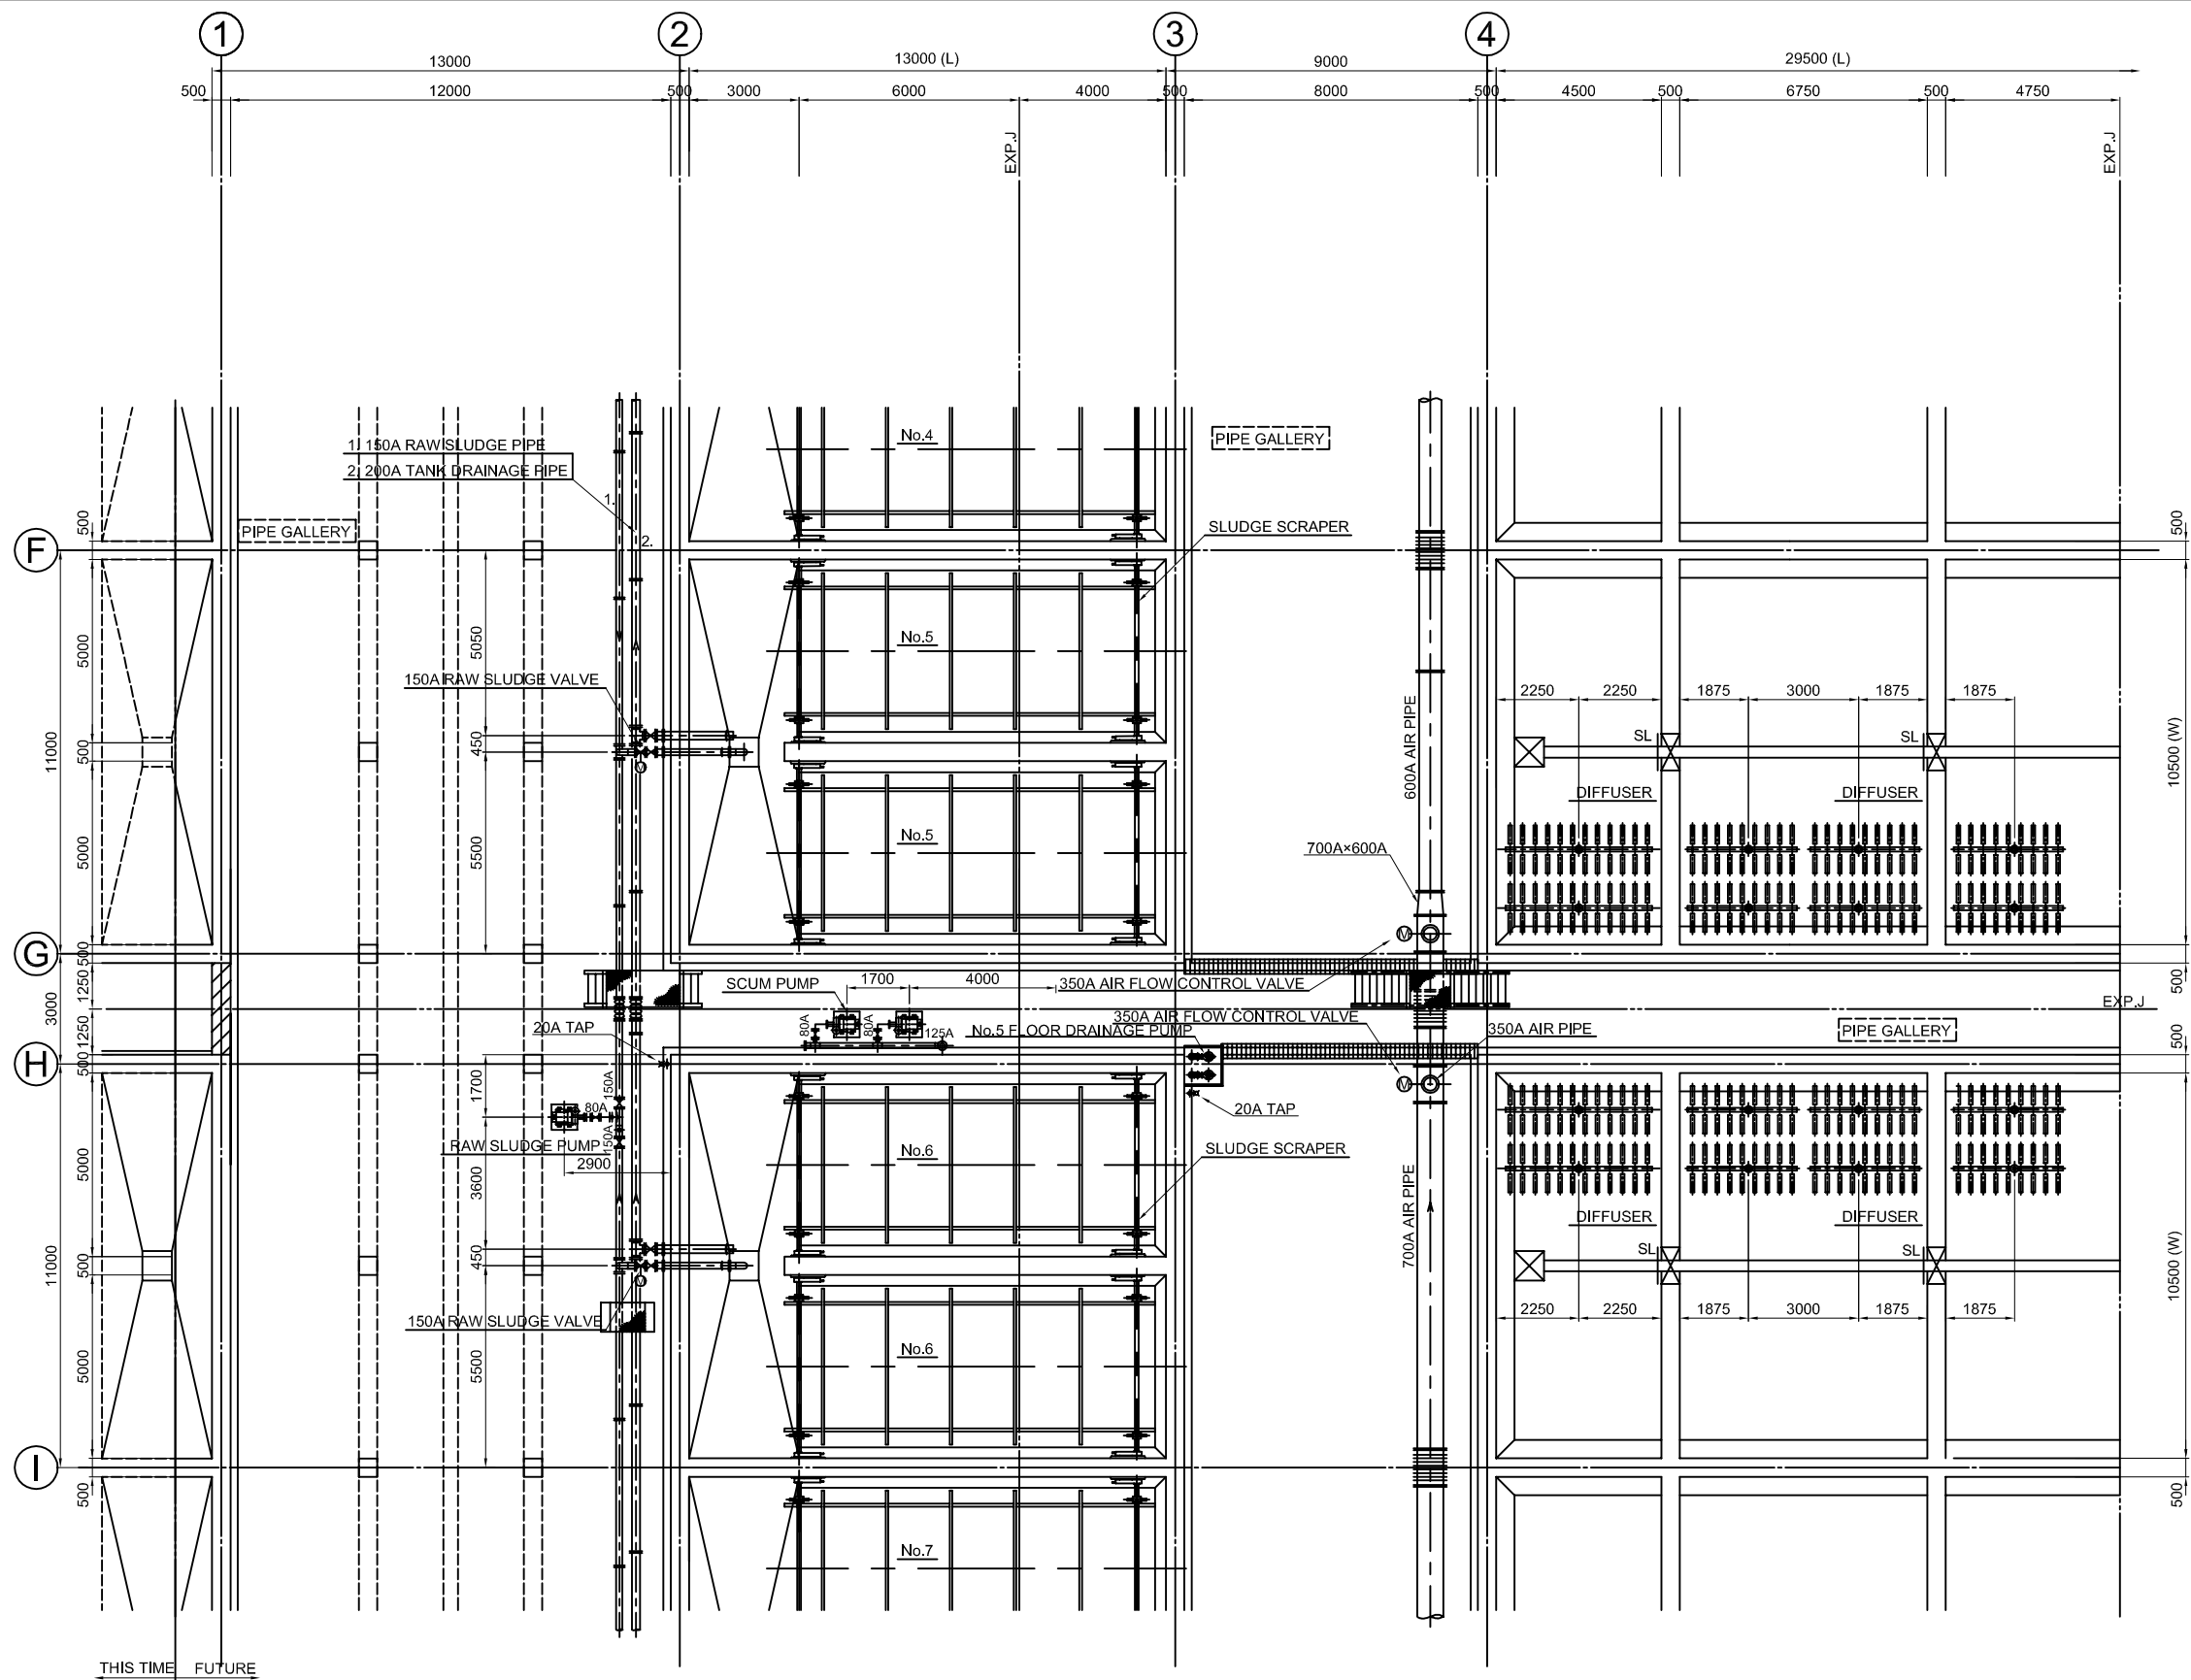 1
2
3
4
13000
13000 (L)
9000
29500 (L)
500
12000
500
3000
6000
4000
500
8000
500
4500
500
6750
500
4750
EXP.J
EXP.J
1. 150A RAW SLUDGE PIPE
2. 200A TANK DRAINAGE PIPE
No.4
PIPE GALLERY
1.
PIPE GALLERY
SLUDGE SCRAPER
500
500
F
2.
5000
5050
No.5
150A RAW SLUDGE VALVE
2250
2250
1875
3000
1875
1875
600A AIR PIPE
SL
SL
11000
500
450
M
10500 (W)
DIFFUSER
DIFFUSER
No.5
5000
5500
700A×600A
M
G
500
1250
3000
SCUM PUMP
1700
4000
350A AIR FLOW CONTROL VALVE
500
EXP.J
350A AIR FLOW CONTROL VALVE
20A TAP
80A
80A
125A
No.5 FLOOR DRAINAGE PUMP
350A AIR PIPE
PIPE GALLERY
1250
500
H
500
M
1700
150A
80A
20A TAP
150A
RAW SLUDGE PUMP
No.6
SLUDGE SCRAPER
2900
5000
3600
700A AIR PIPE
DIFFUSER
DIFFUSER
SL
SL
11000
500
450
M
10500 (W)
2250
2250
1875
3000
1875
1875
150A RAW SLUDGE VALVE
No.6
5000
5500
I
500
500
No.7
THIS TIME
FUTURE